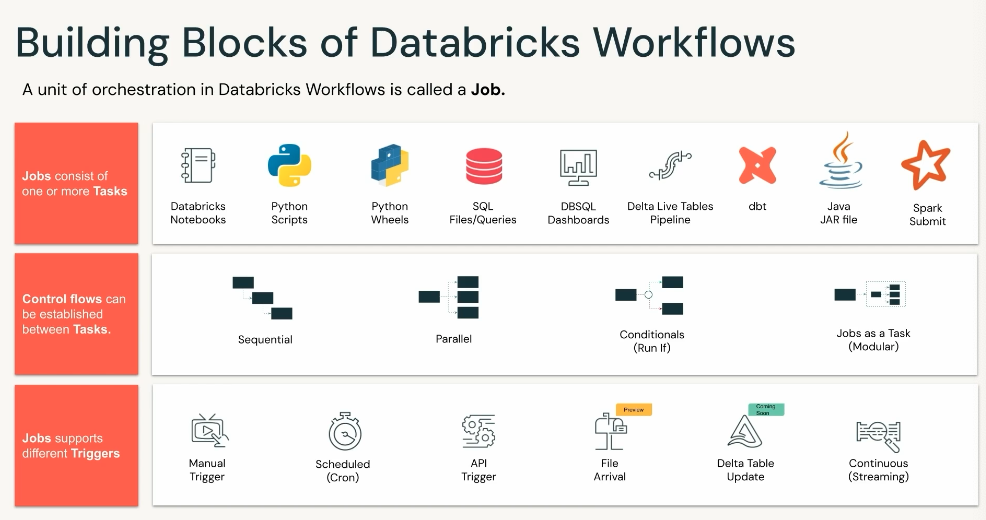 Building Blocks of Databricks Workflows
A unit of orchestration in Databricks Workflows is called a Job.
Jobs consist of
one or more Tasks
Databricks
Notebooks
Python
Scripts
Python
Wheels
SQL
Files/Queries
DBSQL
Dashboards
Delta Live Tables
Pipeline
dbt
Java
JAR file
Spark
Submit
Control flows can
be established
between Tasks.
Sequential
Parallel
Conditionals
(Run If)
Jobs as a Task
(Modular)
Jobs supports
different Triggers
Manual
Trigger
Scheduled
(Cron)
API
Trigger
Preview
File
Arrival
Coming
Soon
Delta Table
Update
Continuous
(Streaming)